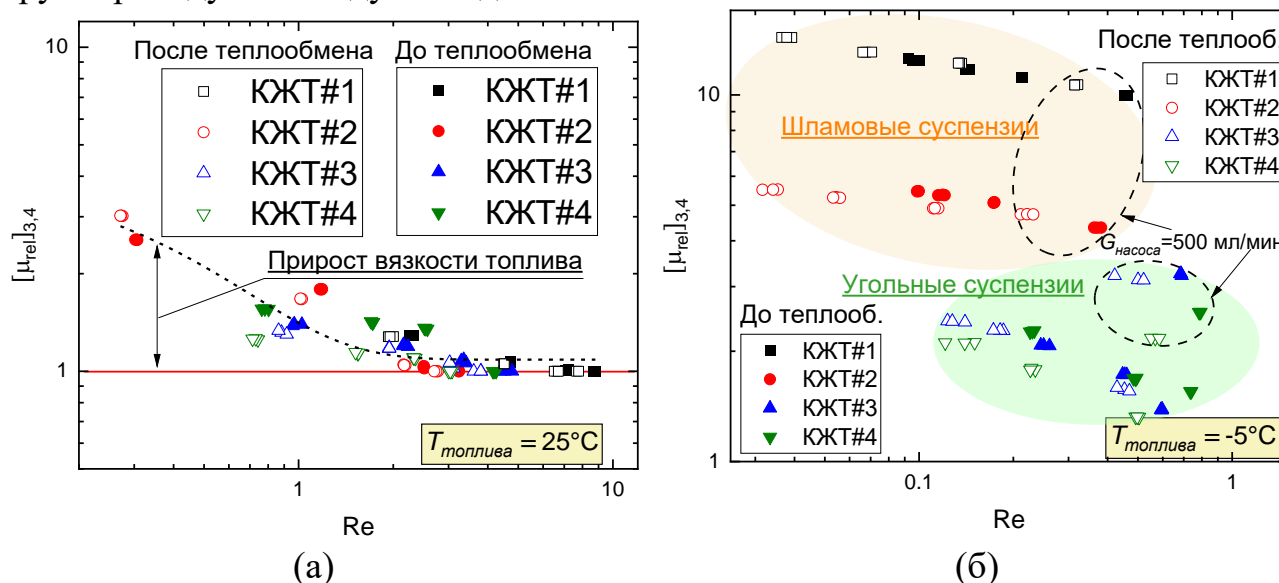 (а)
После теплообмена
КЖТ#1
КЖТ#2
КЖТ#3
КЖТ#4
До теплообмена
КЖТ#1
КЖТ#2
КЖТ#3
КЖТ#4
Прирост вязкости топлива
Tтоплива = 25°C
[μrel]3,4
10
1
1
10
Re
(а)
(б)
После теплооб.
КЖТ#1
КЖТ#2
КЖТ#3
КЖТ#4
Шламовые суспензии
Gнасоса=500 мл/мин
Угольные суспензии
До теплооб.
КЖТ#1
КЖТ#2
КЖТ#3
КЖТ#4
Tтоплива = -5°C
[μrel]3,4
10
1
0.1
1
Re
(б)